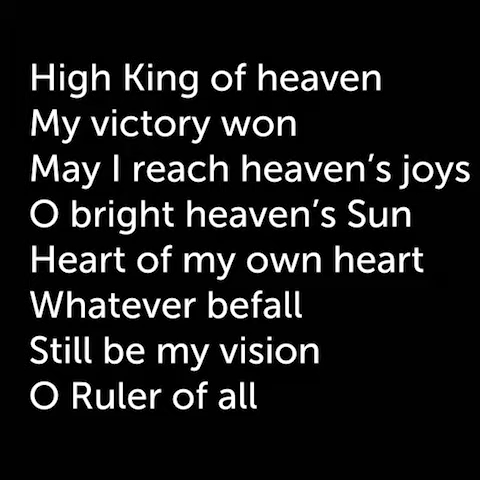 High King of heaven
My victory won
May I reach heaven's joys
O bright heaven's Sun
Heart of my own heart
Whatever befall
Still be my vision
O Ruler of all